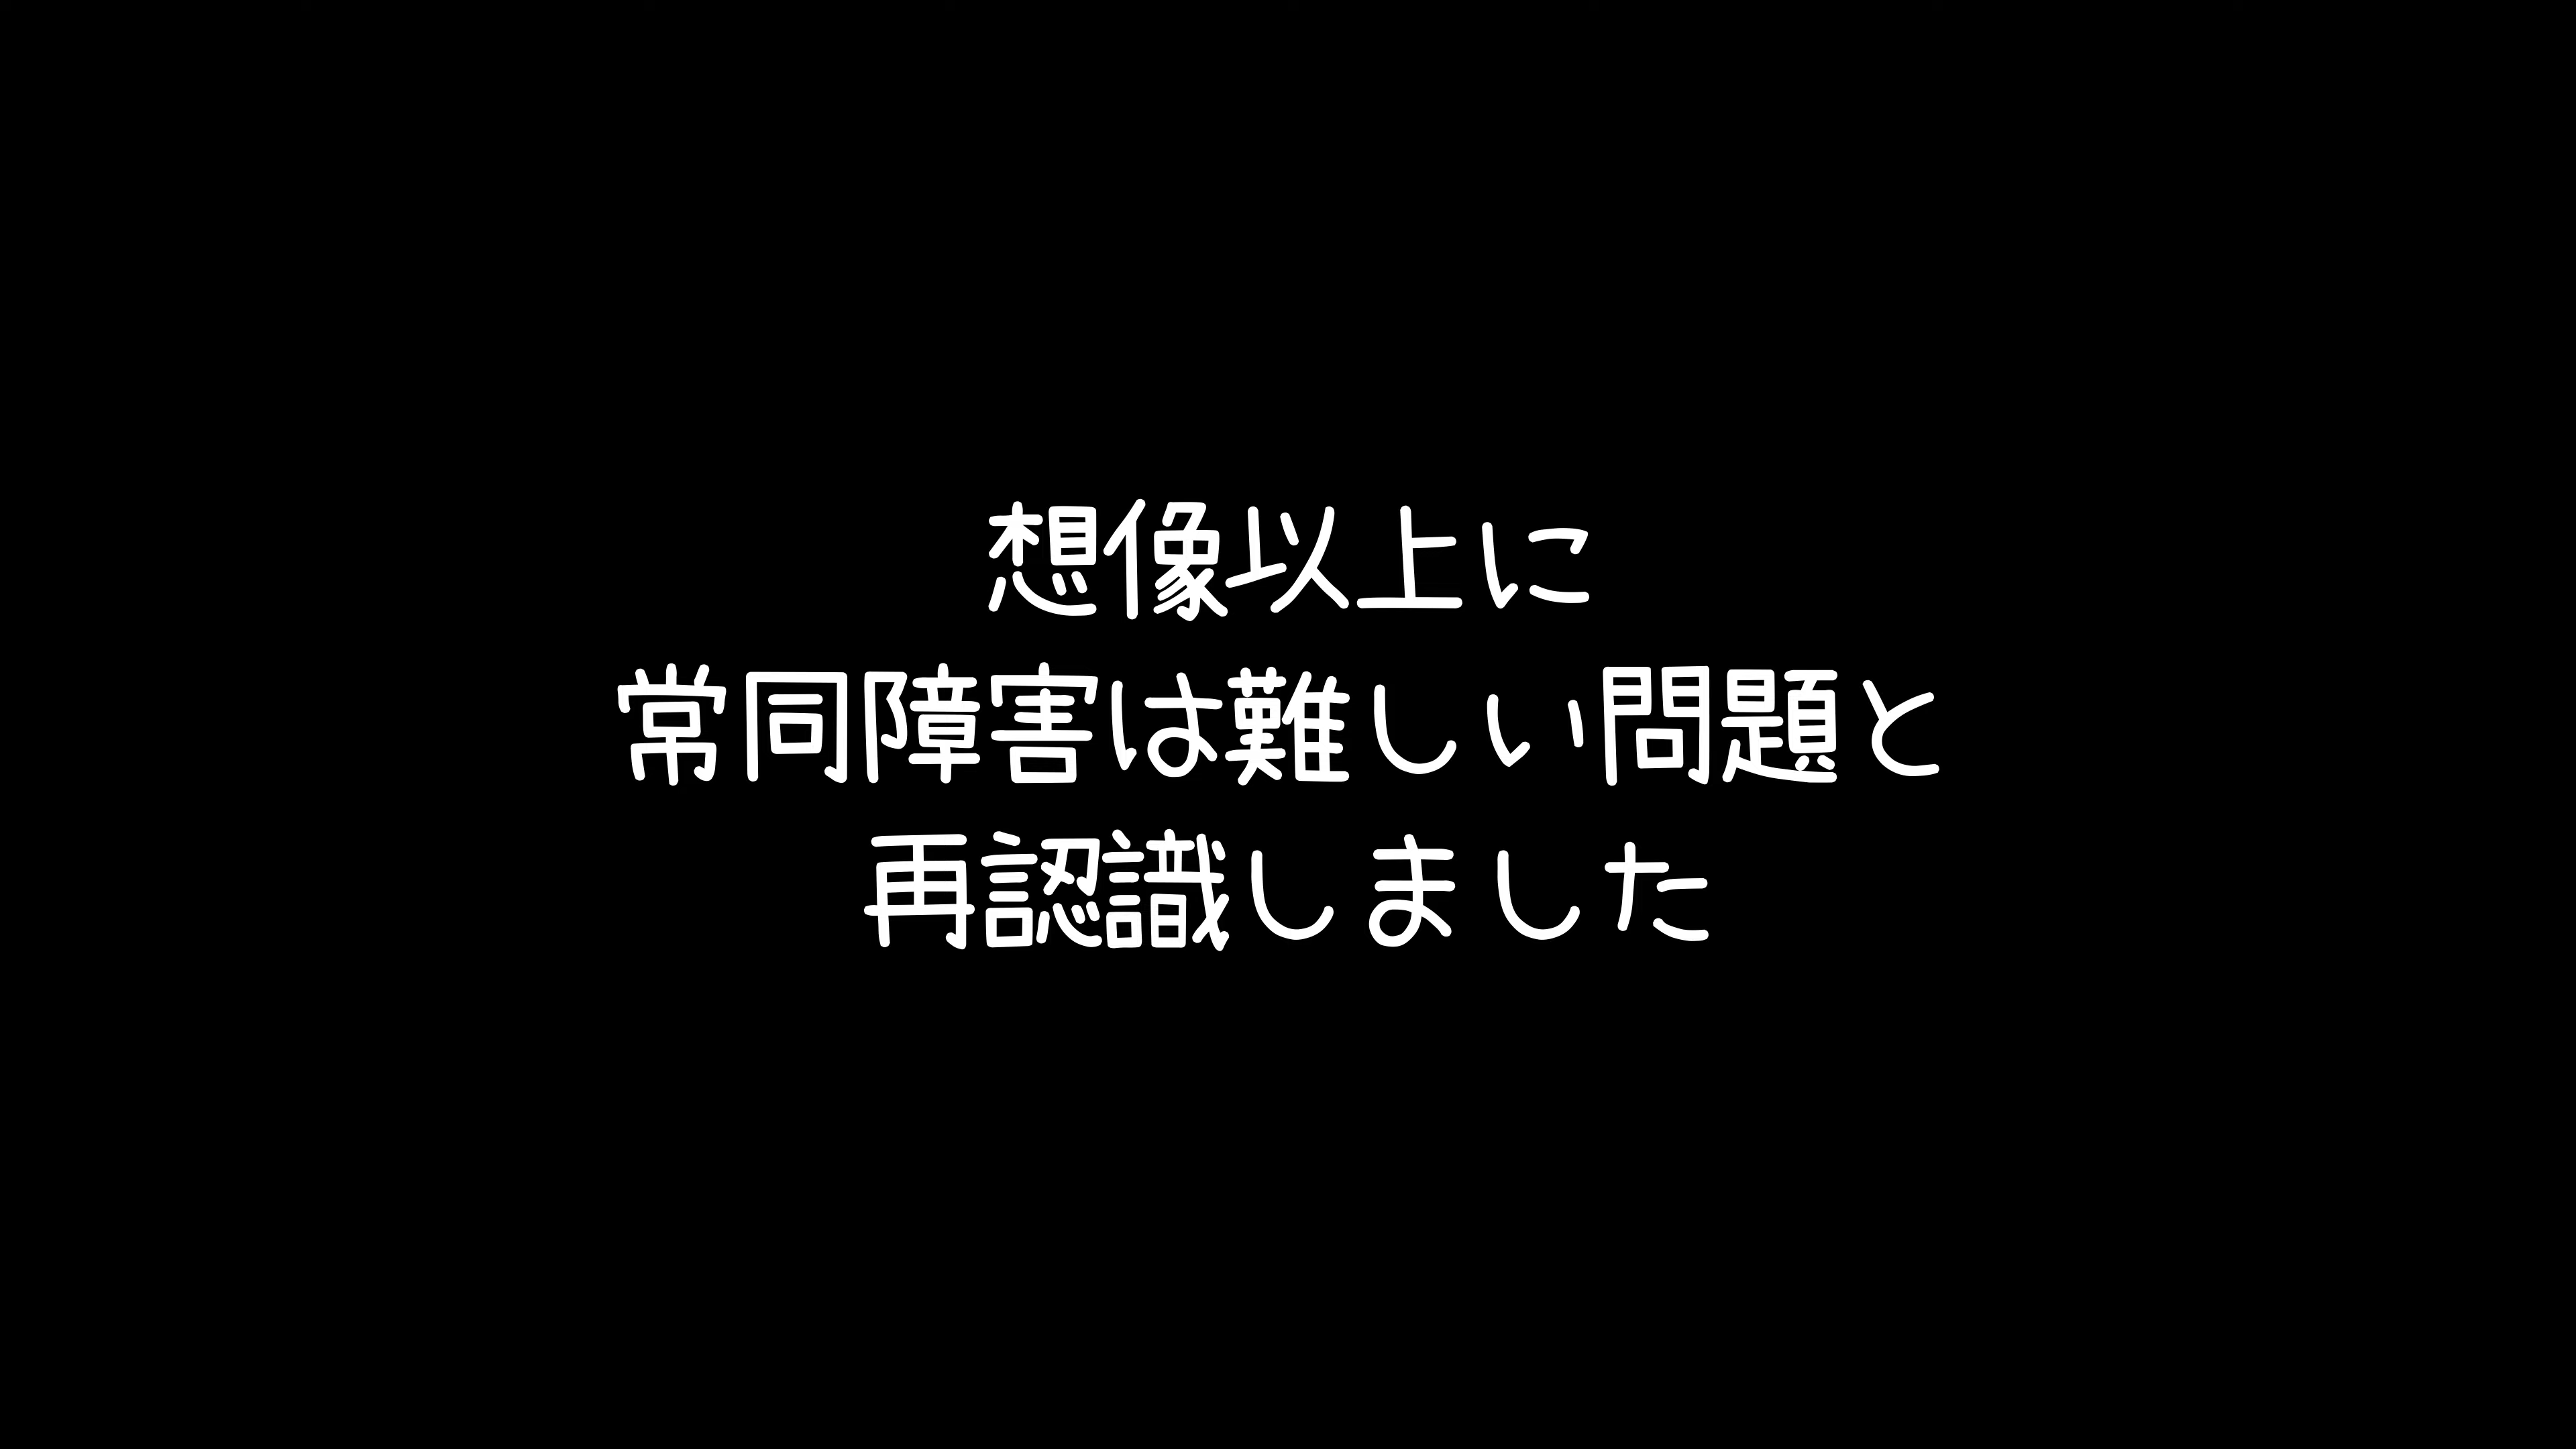 想像以上に
常同障害は難しい問題と
再認識しました